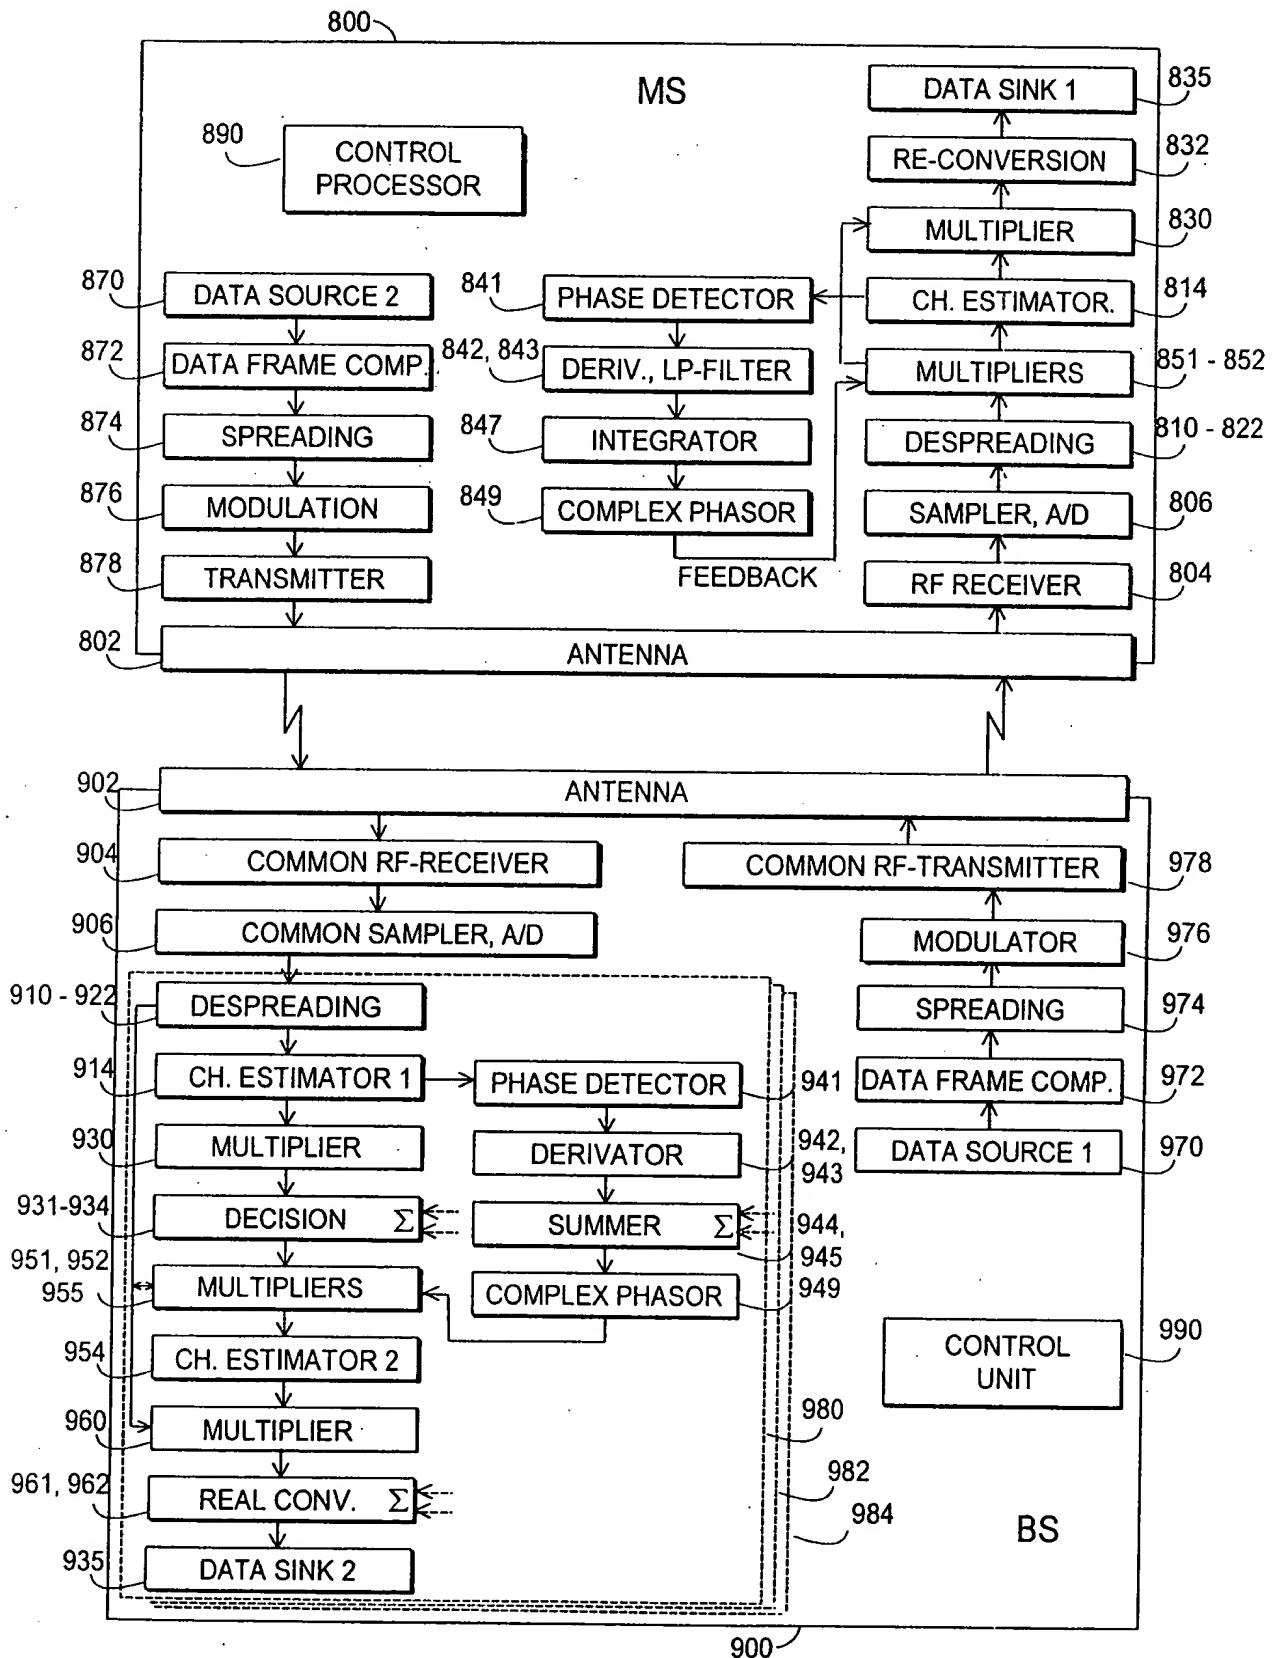 800
MS
DATA SINK 1
835
890
CONTROL
PROCESSOR
RE-CONVERSION
832
MULTIPLIER
830
870
DATA SOURCE 2
841
PHASE DETECTOR
CH. ESTIMATOR.
814
872
DATA FRAME COMP.
842, 843
DERIV., LP-FILTER
MULTIPLIERS
851 - 852
874
SPREADING
847
INTEGRATOR
DESPREADING
810 - 822
876
MODULATION
849
COMPLEX PHASOR
SAMPLER, A/D
806
878
TRANSMITTER
FEEDBACK
RF RECEIVER
804
802
ANTENNA
902
ANTENNA
904
COMMON RF-RECEIVER
COMMON RF-TRANSMITTER
978
906
COMMON SAMPLER, A/D
MODULATOR
976
910 - 922
DESPREADING
SPREADING
974
914
CH. ESTIMATOR 1
PHASE DETECTOR
941
DATA FRAME COMP.
972
930
MULTIPLIER
DERIVATOR
942,
943
DATA SOURCE 1
970
931-934
DECISION Σ
SUMMER Σ
944,
945
951, 952
955
MULTIPLIERS
COMPLEX PHASOR
949
954
CH. ESTIMATOR 2
CONTROL
UNIT
990
960
MULTIPLIER
980
961, 962
REAL CONV. Σ
982
984
BS
935
DATA SINK 2
900